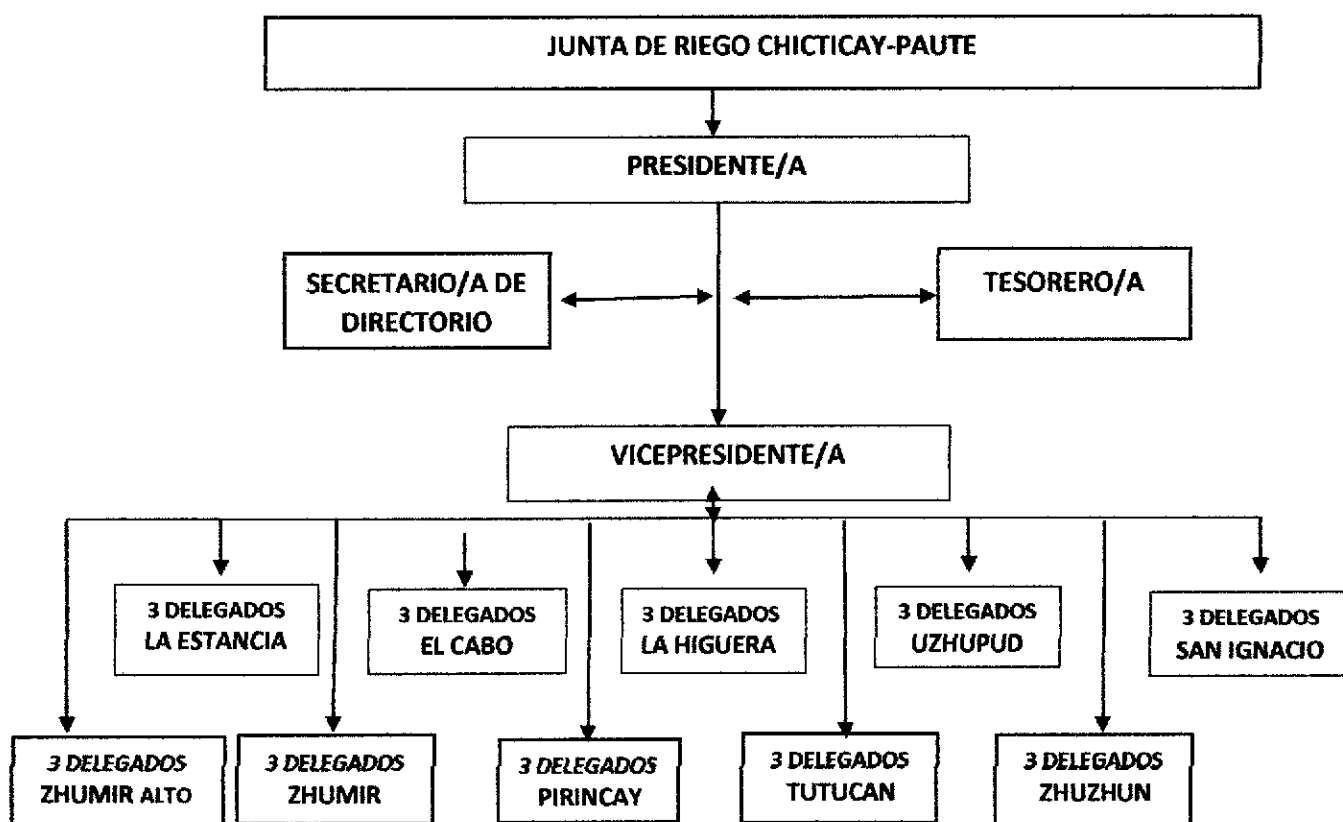 JUNTA DE RIEGO CHICTICAY-PAUTE
PRESIDENTE/A
SECRETARIO/A DE
DIRECTORIO
TESORERO/A
VICEPRESIDENTE/A
3 DELEGADOS
LA ESTANCIA
3 DELEGADOS
EL CABO
3 DELEGADOS
LA HIGUERA
3 DELEGADOS
UZHUPUD
3 DELEGADOS
SAN IGNACIO
3 DELEGADOS
ZHUMIR ALTO
3 DELEGADOS
ZHUMIR
3 DELEGADOS
PIRINCAY
3 DELEGADOS
TUTUCAN
3 DELEGADOS
ZHUZHUN